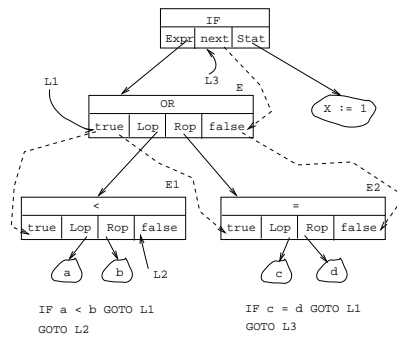 IF
Expr next Stat
L1
L3
E
X := 1
OR
true Lop Rop false
E1
E2
<
=
true Lop Rop false
true Lop Rop false
a
b
L2
c
d
IF a < b GOTO L1
GOTO L2
IF c = d GOTO L1
GOTO L3